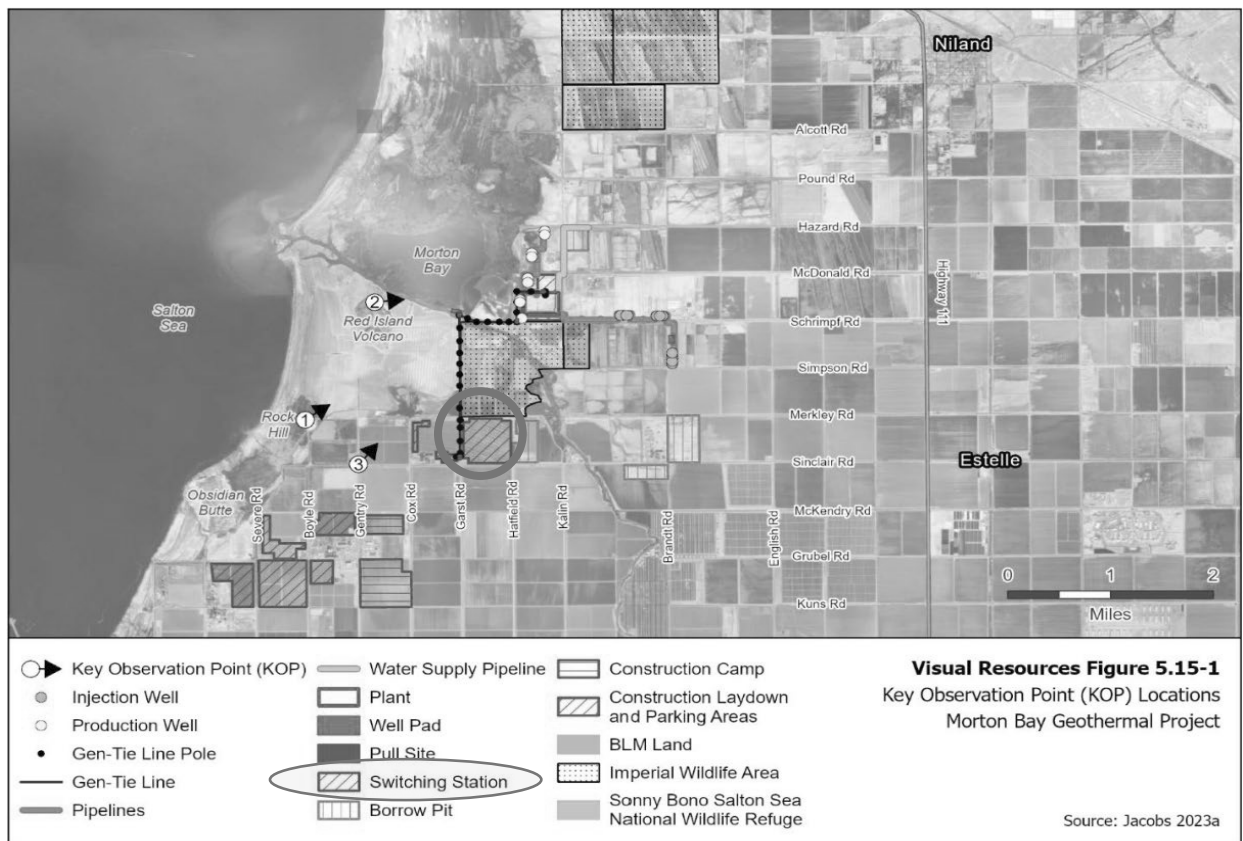 Niland
Alcott Rd
Pound Rd
Hazard Rd
Morton
Bay
McDonald Rd
Highway 111
Salton
Sea
2
Red Island
Volcano
Schrimpf Rd
Simpson Rd
Rock
Hill
1
Merkley Rd
3
Sinclair Rd
Estelle
Obsidian
Butte
Severe Rd
Boyle Rd
Gentry Rd
Cox Rd
Garst Rd
Hatfield Rd
Kalin Rd
Brandt Rd
English Rd
McKendry Rd
Grubel Rd
Kuns Rd
0 1 2
Miles
Key Observation Point (KOP)
Injection Well
Production Well
Gen-Tie Line Pole
Gen-Tie Line
Pipelines
Water Supply Pipeline
Plant
Well Pad
Pull Site
Switching Station
Borrow Pit
Construction Camp
Construction Laydown
and Parking Areas
BLM Land
Imperial Wildlife Area
Sonny Bono Salton Sea
National Wildlife Refuge
Visual Resources Figure 5.15-1
Key Observation Point (KOP) Locations
Morton Bay Geothermal Project
Source: Jacobs 2023a